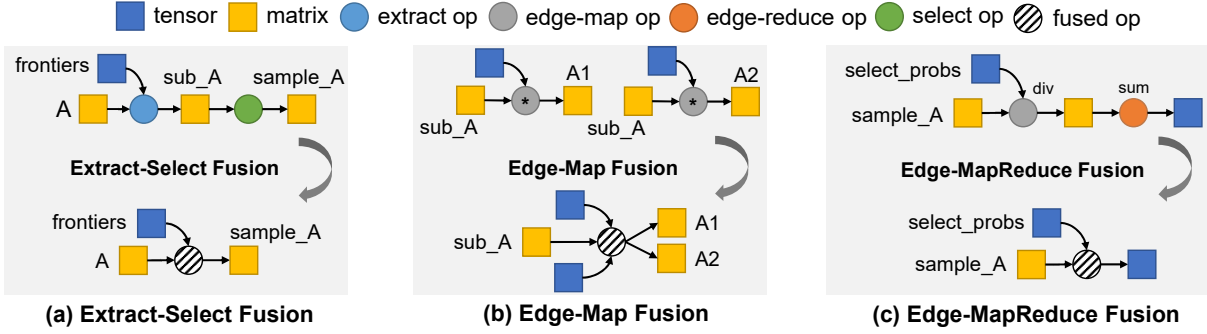 tensor matrix extract op edge-map op edge-reduce op select op fused op
frontiers
sub_A sample_A
A
Extract-Select Fusion
frontiers
sample_A
A
(a) Extract-Select Fusion
A1 A2
* *
sub_A sub_A
Edge-Map Fusion
A1
sub_A
A2
(b) Edge-Map Fusion
select_probs
div sum
sample_A
Edge-MapReduce Fusion
select_probs
sample_A
(c) Edge-MapReduce Fusion